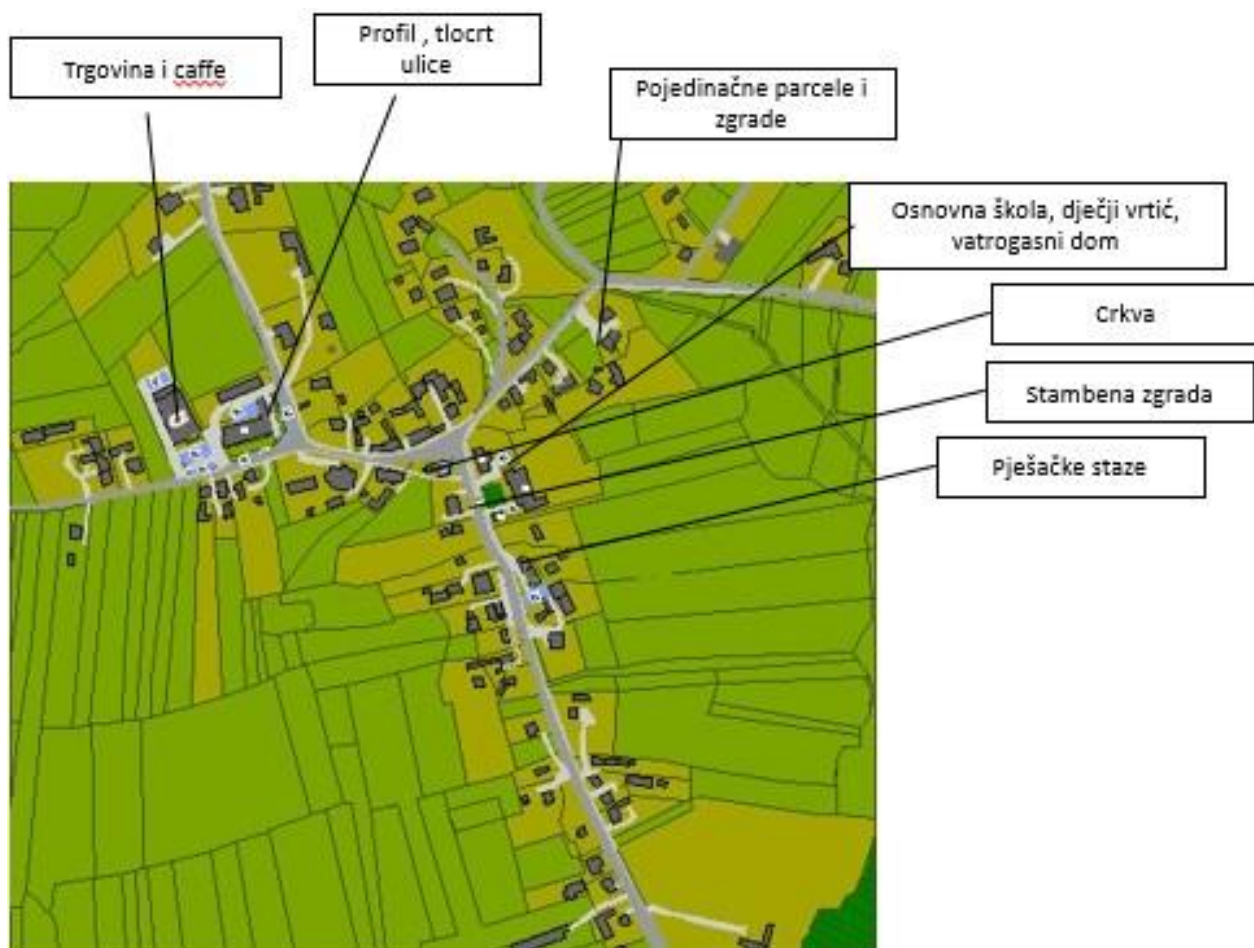 Trgovina i caffe
Profil , tlocrt
ulice
Pojedinačne parcele i
zgrade
Osnovna škola, dječji vrtić,
vatrogasni dom
Crkva
Stambena zgrada
Pješačke staze